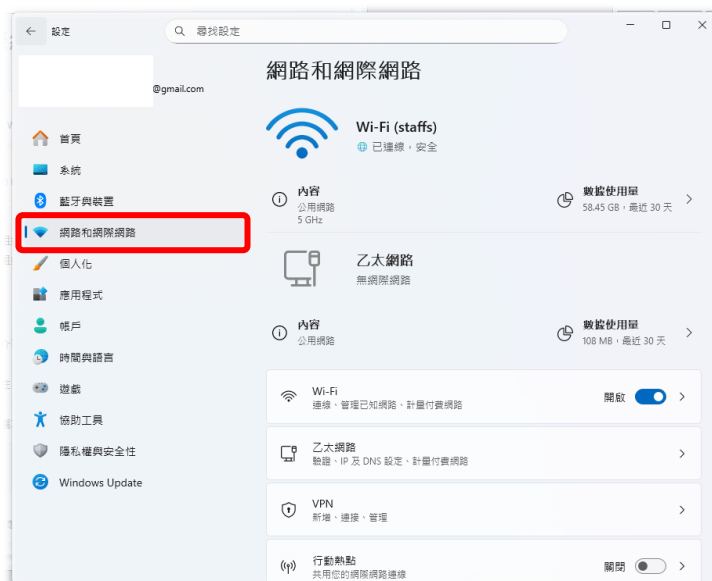 設定
尋找設定
@gmail.com
首頁
系統
藍牙與裝置
網路和網際網路
個人化
應用程式
帳戶
時間與語言
遊戲
協助工具
隱私權與安全性
Windows Update
網路和網際網路
Wi-Fi (staffs)
已連線，安全
內容
公用網路
5 GHz
數據使用量
58.45 GB，最近 30 天
乙太網路
無網際網路
內容
公用網路
數據使用量
108 MB，最近 30 天
Wi-Fi
連線、管理已知網路、計量付費網路
開啟
乙太網路
驗證、IP 及 DNS 設定、計量付費網路
VPN
新增、連接、管理
行動熱點
共用您的網際網路連線
關閉